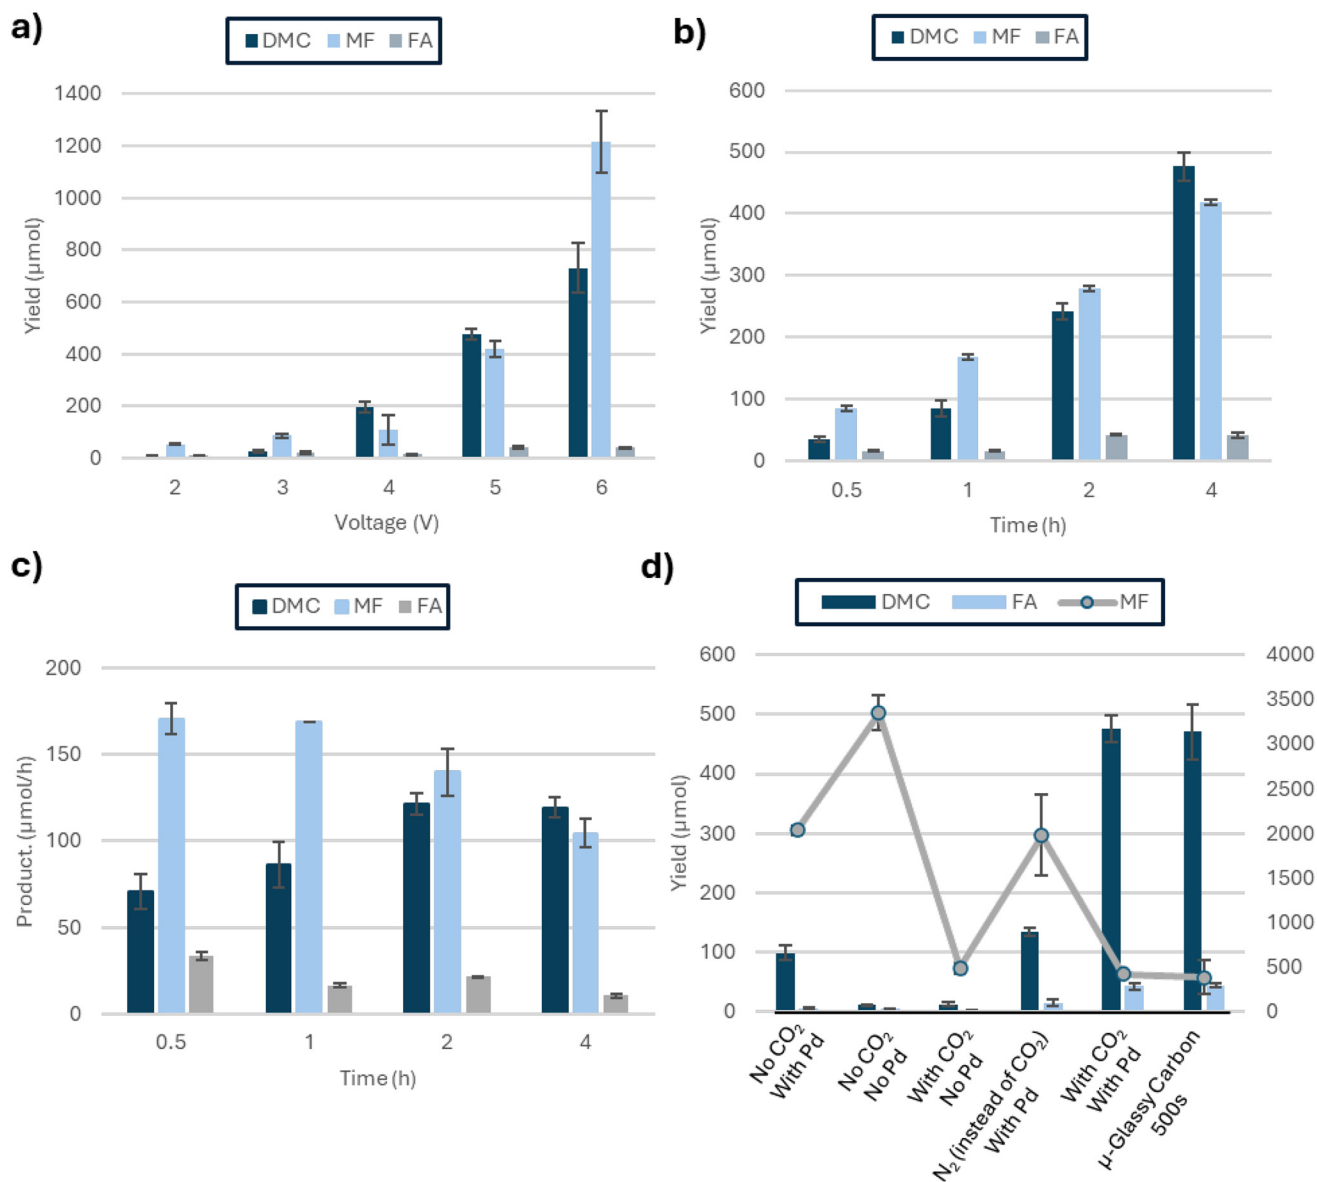 a)
DMC MF FA
1400
1200
1000
800
600
400
200
0
Yield (µmol)
2 3 4 5 6
Voltage (V)
b)
DMC MF FA
600
500
400
300
200
100
0
Yield (µmol)
0.5 1 2 4
Time (h)
c)
DMC MF FA
200
150
100
50
0
Product. (µmol/h)
0.5 1 2 4
Time (h)
d)
DMC FA MF
600 4000
500 3500
400 3000
300 2500
200 2000
100 1500
0 1000
500
0
Yield (µmol)
No CO₂
With Pd
No CO₂
No Pd
With CO₂
No Pd
N₂ (instead of CO₂)
With Pd
With CO₂
With Pd
µ-Glassy Carbon
500s